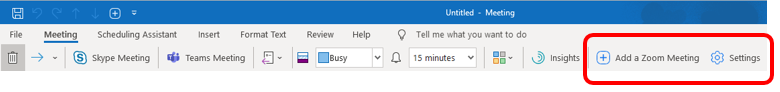 Untitled - Meeting
File Meeting Scheduling Assistant Insert Format Text Review Help Tell me what you want to do
Skype Meeting Teams Meeting Busy 15 minutes Insights Add a Zoom Meeting Settings